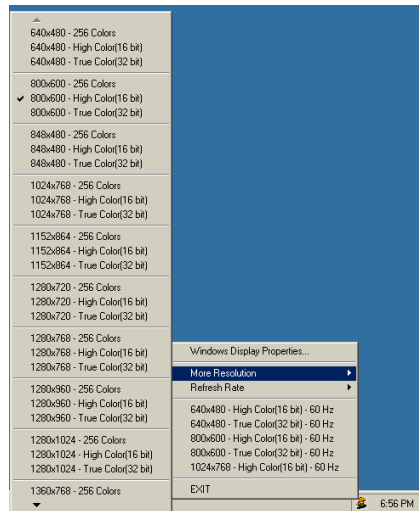 640x480 - 256 Colors
640x480 - High Color(16 bit)
640x480 - True Color(32 bit)
800x600 - 256 Colors
800x600 - High Color(16 bit)
800x600 - True Color(32 bit)
848x480 - 256 Colors
848x480 - High Color(16 bit)
848x480 - True Color(32 bit)
1024x768 - 256 Colors
1024x768 - High Color(16 bit)
1024x768 - True Color(32 bit)
1152x864 - 256 Colors
1152x864 - High Color(16 bit)
1152x864 - True Color(32 bit)
1280x720 - 256 Colors
1280x720 - High Color(16 bit)
1280x720 - True Color(32 bit)
1280x768 - 256 Colors
1280x768 - High Color(16 bit)
1280x768 - True Color(32 bit)
1280x960 - 256 Colors
1280x960 - High Color(16 bit)
1280x960 - True Color(32 bit)
1280x1024 - 256 Colors
1280x1024 - High Color(16 bit)
1280x1024 - True Color(32 bit)
1360x768 - 256 Colors
Windows Display Properties...
More Resolution
Refresh Rate
640x480 - High Color(16 bit) - 60 Hz
640x480 - True Color(32 bit) - 60 Hz
800x600 - High Color(16 bit) - 60 Hz
800x600 - True Color(32 bit) - 60 Hz
1024x768 - High Color(16 bit) - 60 Hz
EXIT
6:56 PM